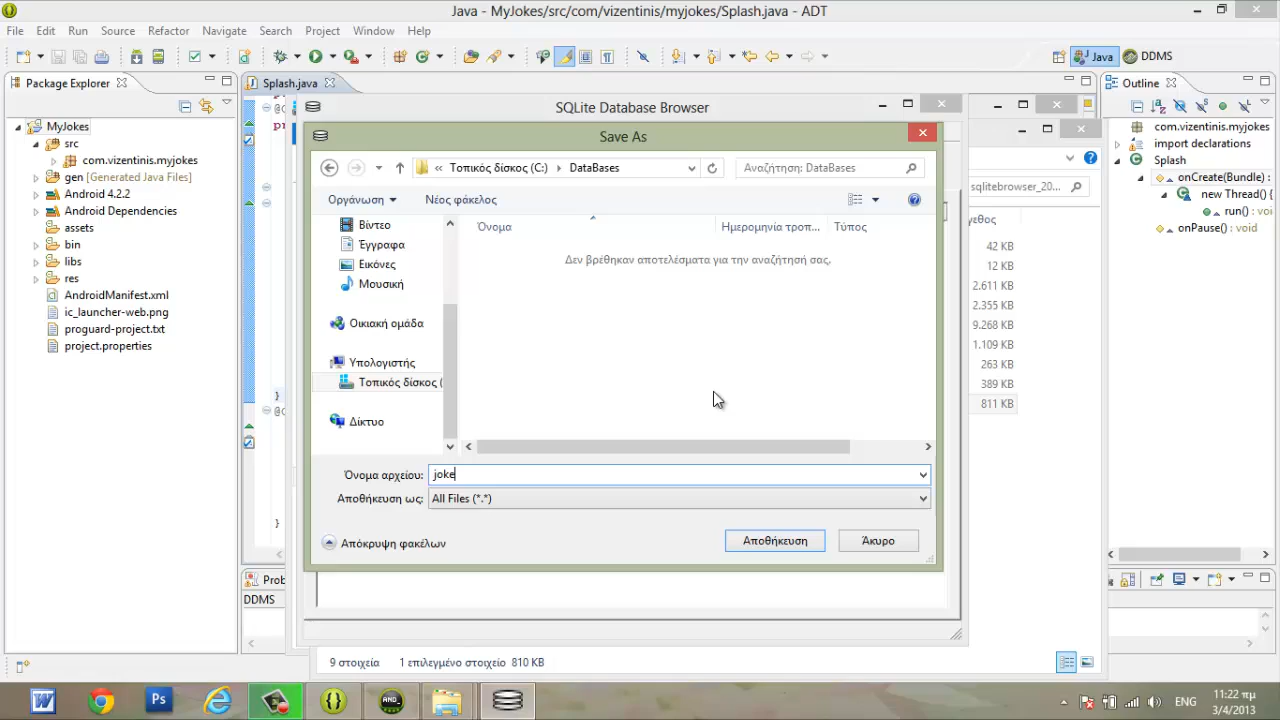 Java - MyJokes/src/com/vizentinis/myjokes/Splash.java - ADT
File Edit Run Source Refactor Navigate Search Project Window Help
Java DDMS
Package Explorer
MyJokes
src
com.vizentinis.myjokes
gen [Generated Java Files]
Android 4.2.2
Android Dependencies
assets
bin
libs
res
AndroidManifest.xml
ic_launcher-web.png
proguard-project.txt
project.properties
Splash.java
SQLite Database Browser
Save As
« Τοπικός δίσκος (C:) DataBases
Αναζήτηση: DataBases
Οργάνωση Νέος φάκελος
Βίντεο
Έγγραφα
Εικόνες
Μουσική
Οικιακή ομάδα
Υπολογιστής
Τοπικός δίσκος (
Δίκτυο
Όνομα Ημερομηνία τροπ... Τύπος
Δεν βρέθηκαν αποτελέσματα για την αναζήτησή σας.
Όνομα αρχείου: joke
Αποθήκευση ως: All Files (*.*)
Απόκρυψη φακέλων
Αποθήκευση Άκυρο
sqlitebrowser_20...
γεθος
42 KB
12 KB
2.611 KB
2.355 KB
9.268 KB
1.109 KB
263 KB
389 KB
811 KB
Outline
com.vizentinis.myjokes
import declarations
Splash
onCreate(Bundle) :
new Thread()
run() : voi
onPause() : void
}
@(
}
Prob
DDMS
9 στοιχεία 1 επιλεγμένο στοιχείο 810 KB
ENG
11:22 πμ
3/4/2013